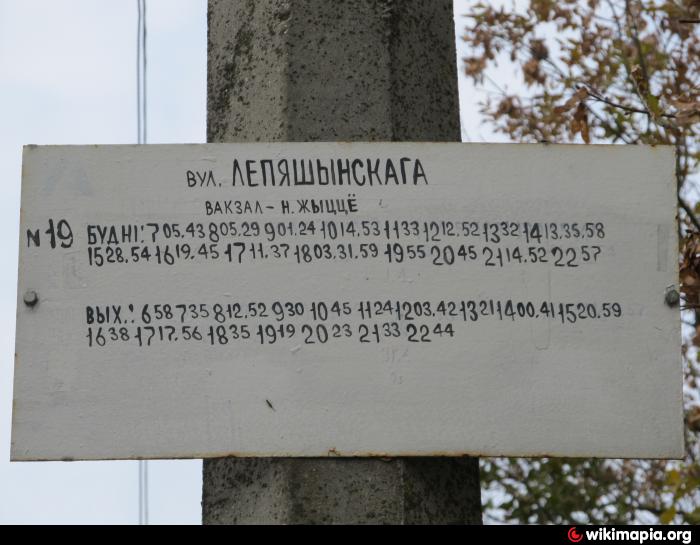 ВУЛ. ЛЕПЯШЫНСКАГА
ВАКЗАЛ – Н. ЖЫЦЦЁ
N 19 БУДНІ: 7 05.43 8 05.29 9 01.24 10 14.53 11 33 12 12.52 13 32 14 13.35.58
15 28.54 16 19.45 17 11.37 18 03.31.59 19 55 20 45 21 14.52 22 57
ВЫХ.: 6 58 7 35 8 12.52 9 30 10 45 11 24 12 03.42 13 21 14 00.41 15 20.59
16 38 17 17.56 18 35 19 19 20 23 21 33 22 44
wikimapia.org